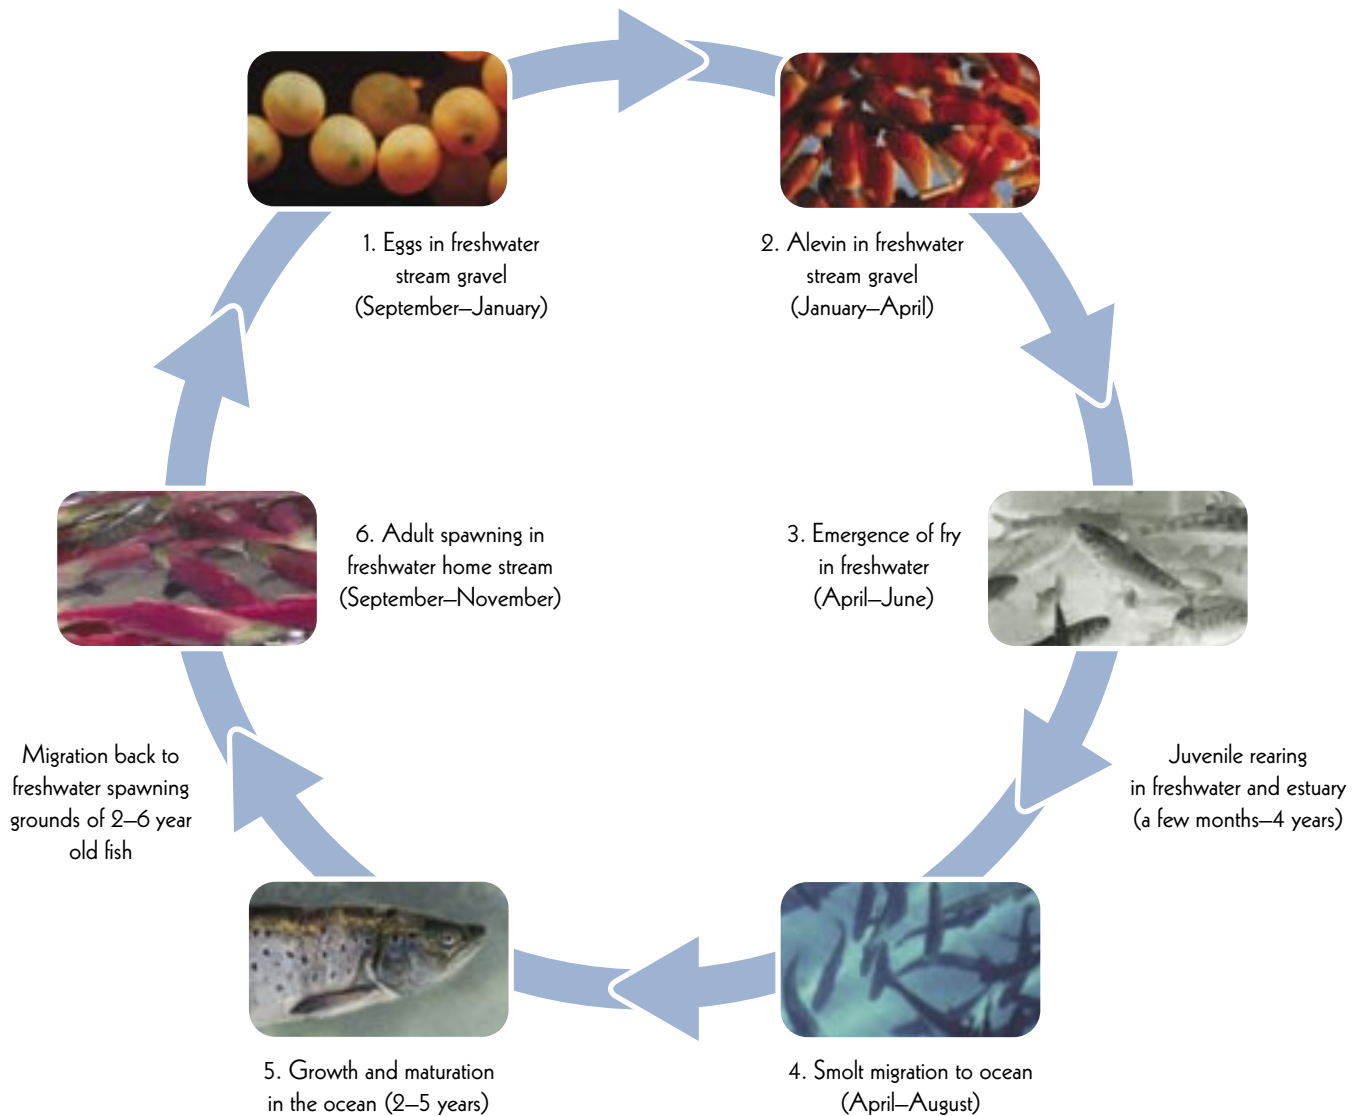 1. Eggs in freshwater
stream gravel
(September–January)
2. Alevin in freshwater
stream gravel
(January–April)
3. Emergence of fry
in freshwater
(April–June)
Juvenile rearing
in freshwater and estuary
(a few months–4 years)
4. Smolt migration to ocean
(April–August)
5. Growth and maturation
in the ocean (2–5 years)
Migration back to
freshwater spawning
grounds of 2–6 year
old fish
6. Adult spawning in
freshwater home stream
(September–November)